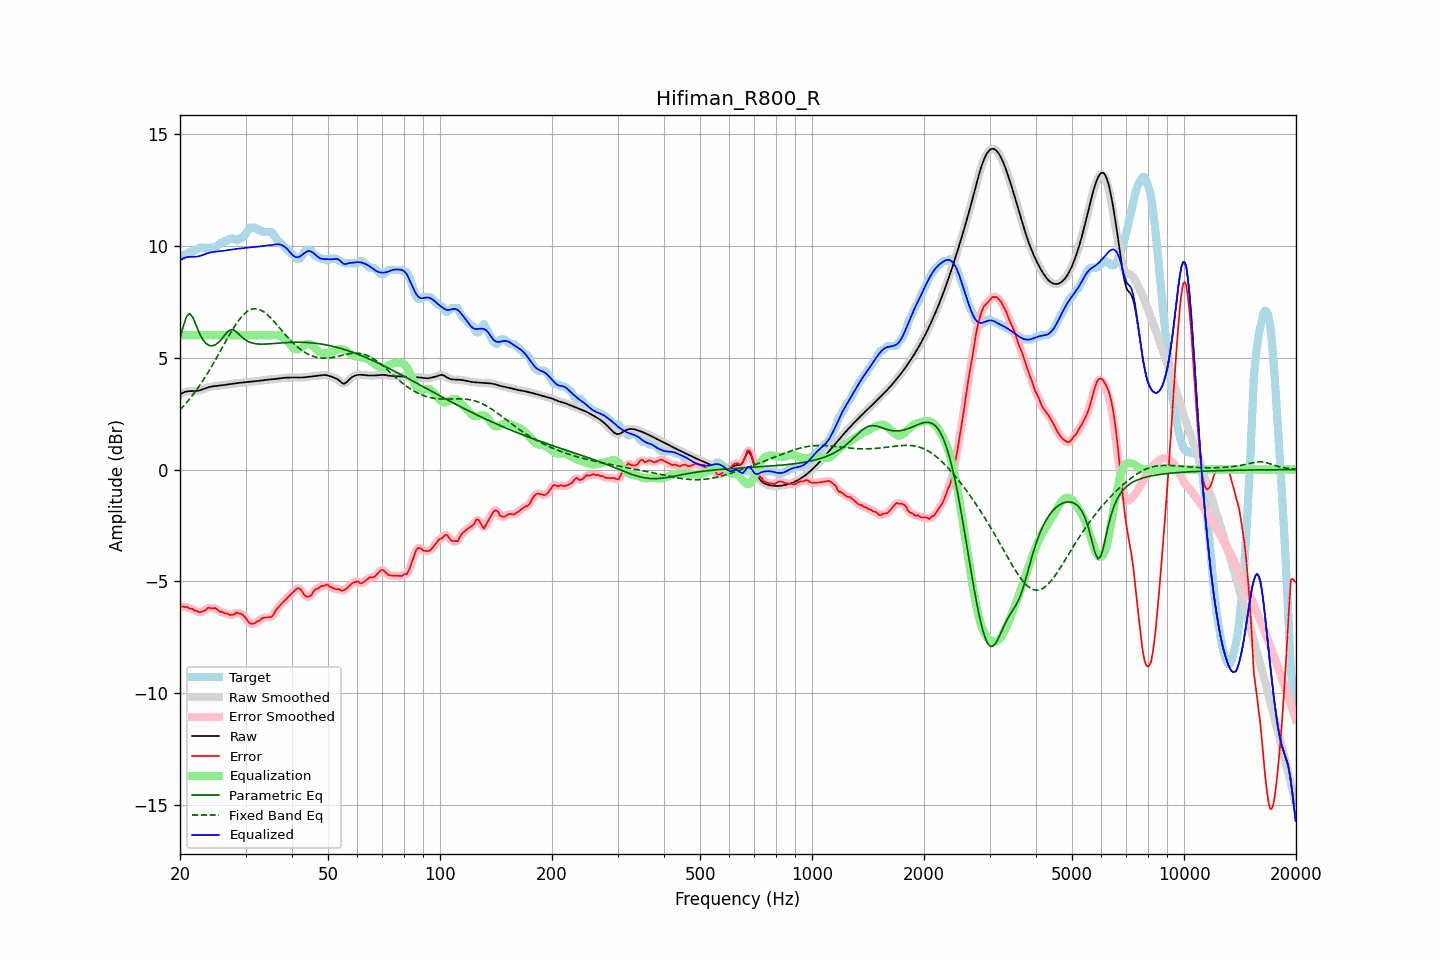 Hifiman_R800_R
Amplitude (dBr)
15
10
5
0
−5
−10
−15
Target
Raw Smoothed
Error Smoothed
Raw
Error
Equalization
Parametric Eq
Fixed Band Eq
Equalized
20
50
100
200
500
1000
2000
5000
10000
20000
Frequency (Hz)